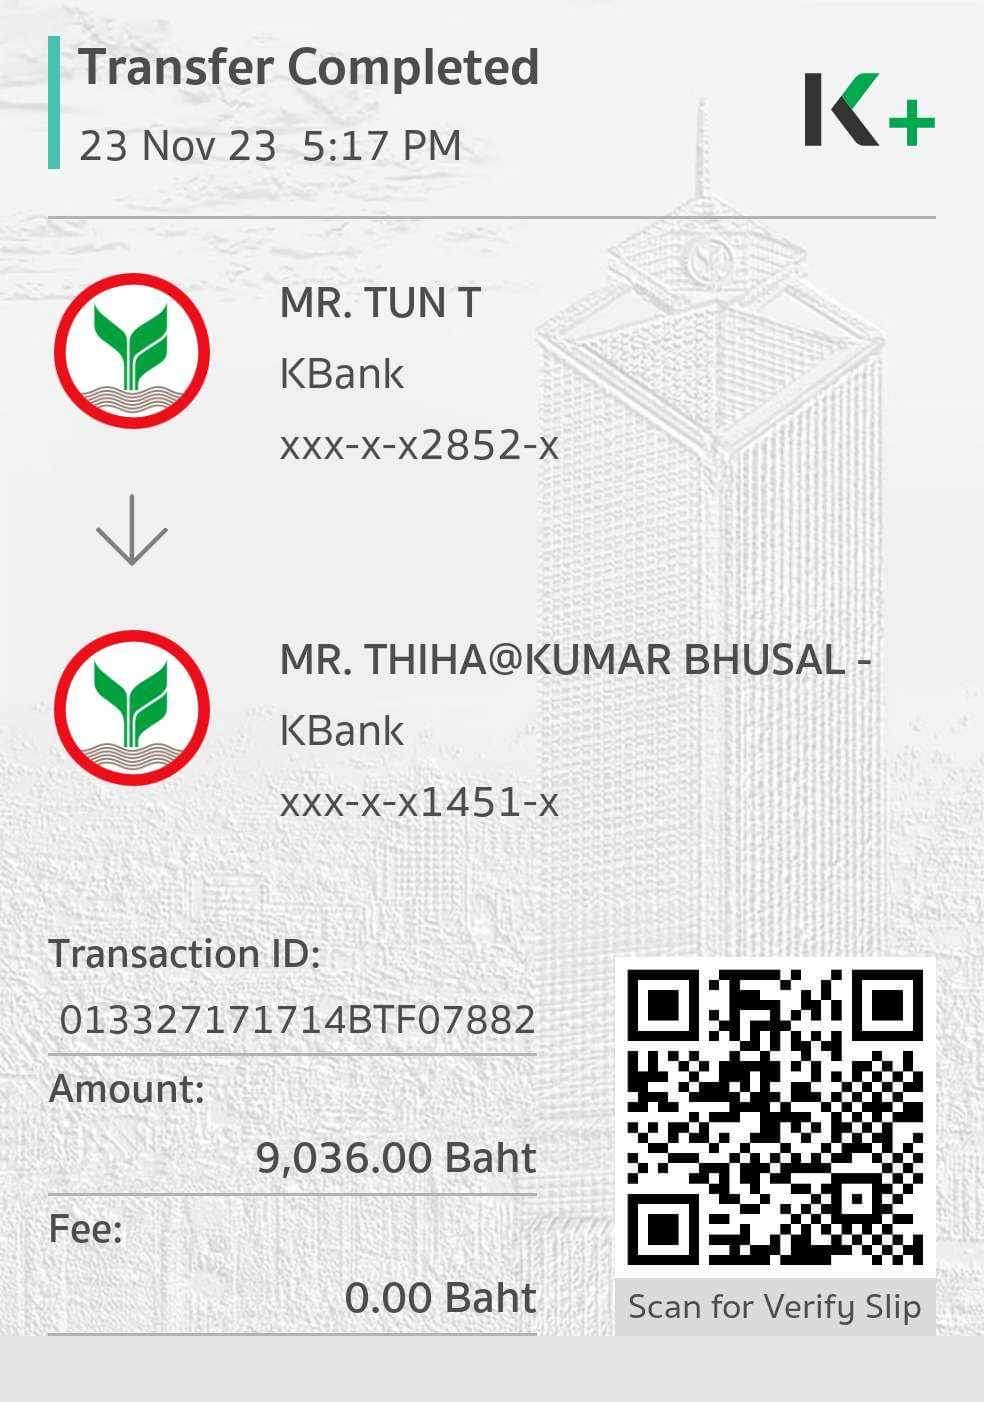 Transfer Completed
23 Nov 23 5:17 PM
K+
MR. TUN T
KBank
xxx-x-x2852-x
MR. THIHA@KUMAR BHUSAL -
KBank
xxx-x-x1451-x
Transaction ID:
013327171714BTF07882
Amount:
9,036.00 Baht
Fee:
0.00 Baht
Scan for Verify Slip